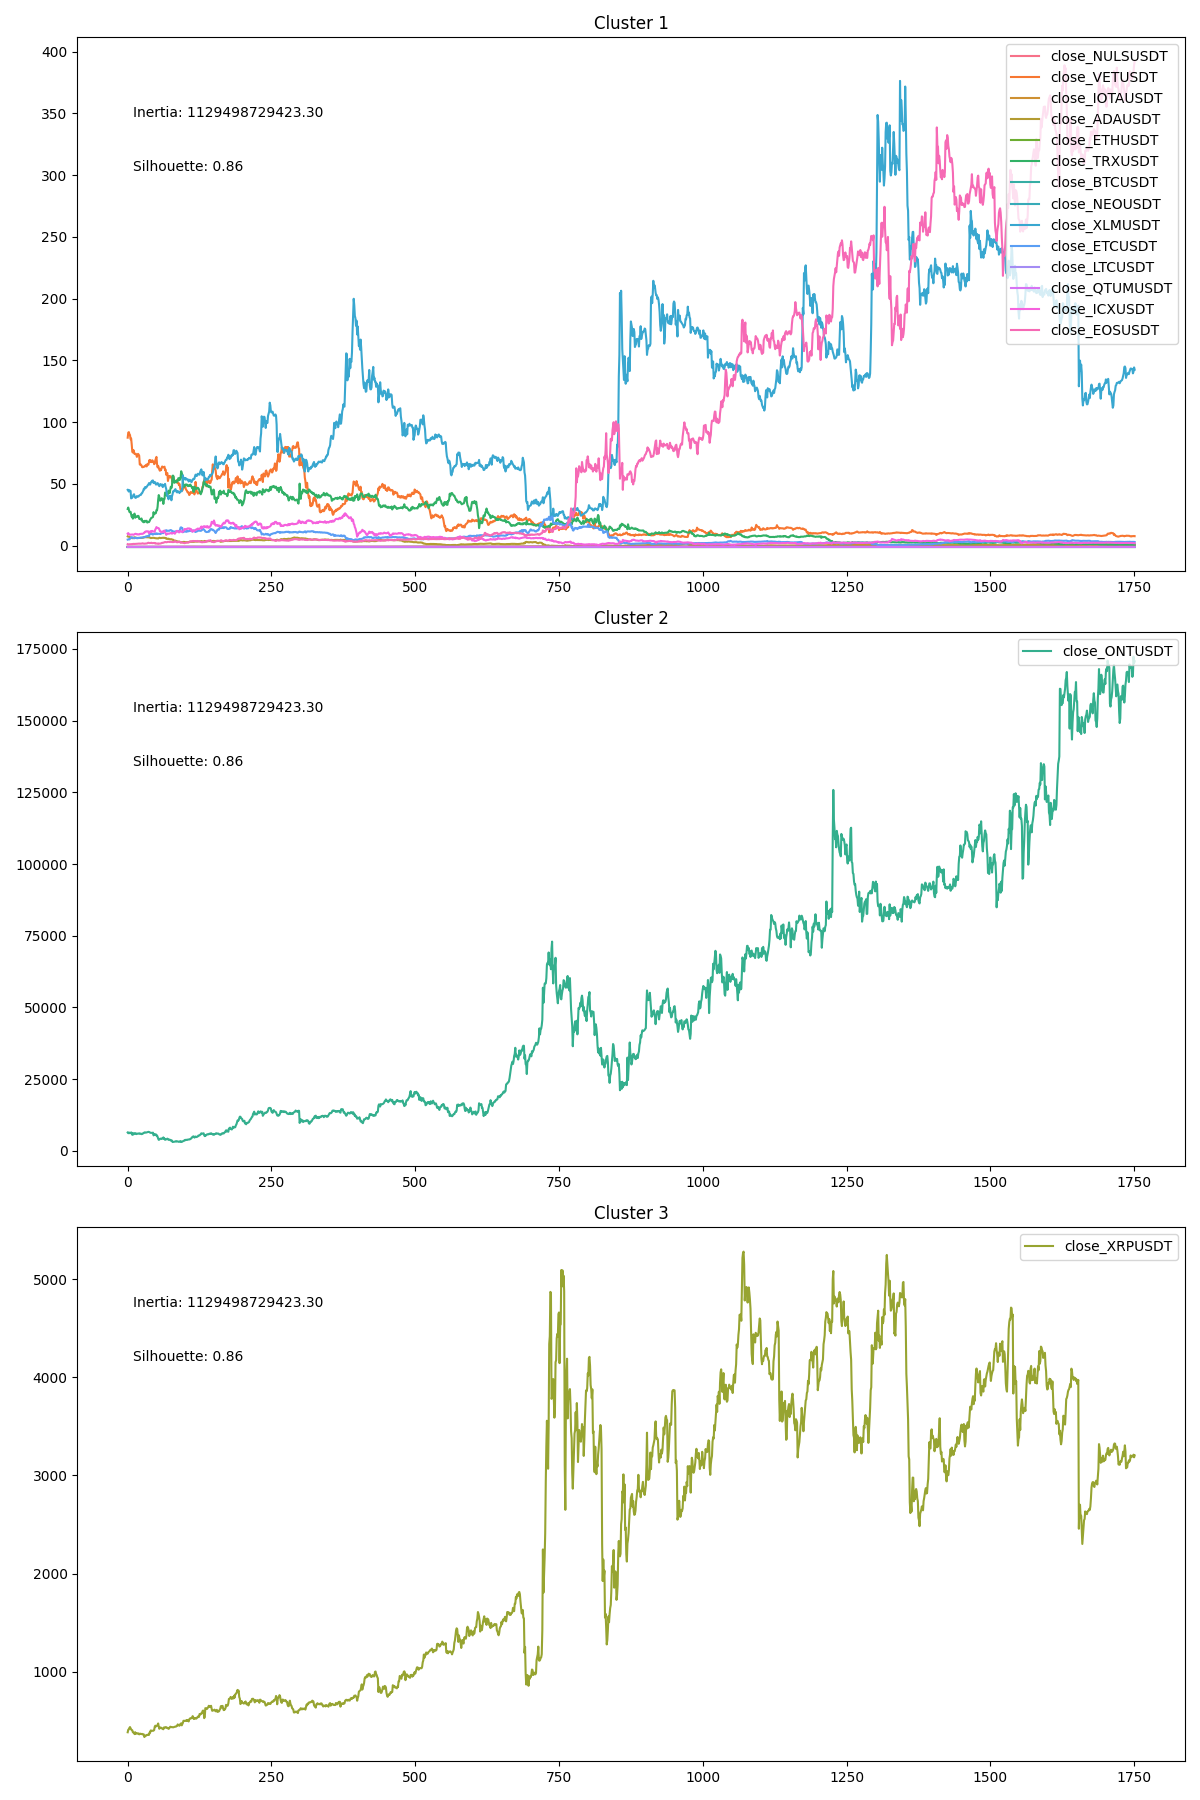 Cluster 1
400
350
300
250
200
150
100
50
0
Inertia: 1129498729423.30
Silhouette: 0.86
close_NULSUSDT
close_VETUSDT
close_IOTAUSDT
close_ADAUSDT
close_ETHUSDT
close_TRXUSDT
close_BTCUSDT
close_NEOUSDT
close_XLMUSDT
close_ETCUSDT
close_LTCUSDT
close_QTUMUSDT
close_ICXUSDT
close_EOSUSDT
0 250 500 750 1000 1250 1500 1750
Cluster 2
175000
150000
125000
100000
75000
50000
25000
0
Inertia: 1129498729423.30
Silhouette: 0.86
close_ONTUSDT
0 250 500 750 1000 1250 1500 1750
Cluster 3
5000
4000
3000
2000
1000
Inertia: 1129498729423.30
Silhouette: 0.86
close_XRPUSDT
0 250 500 750 1000 1250 1500 1750